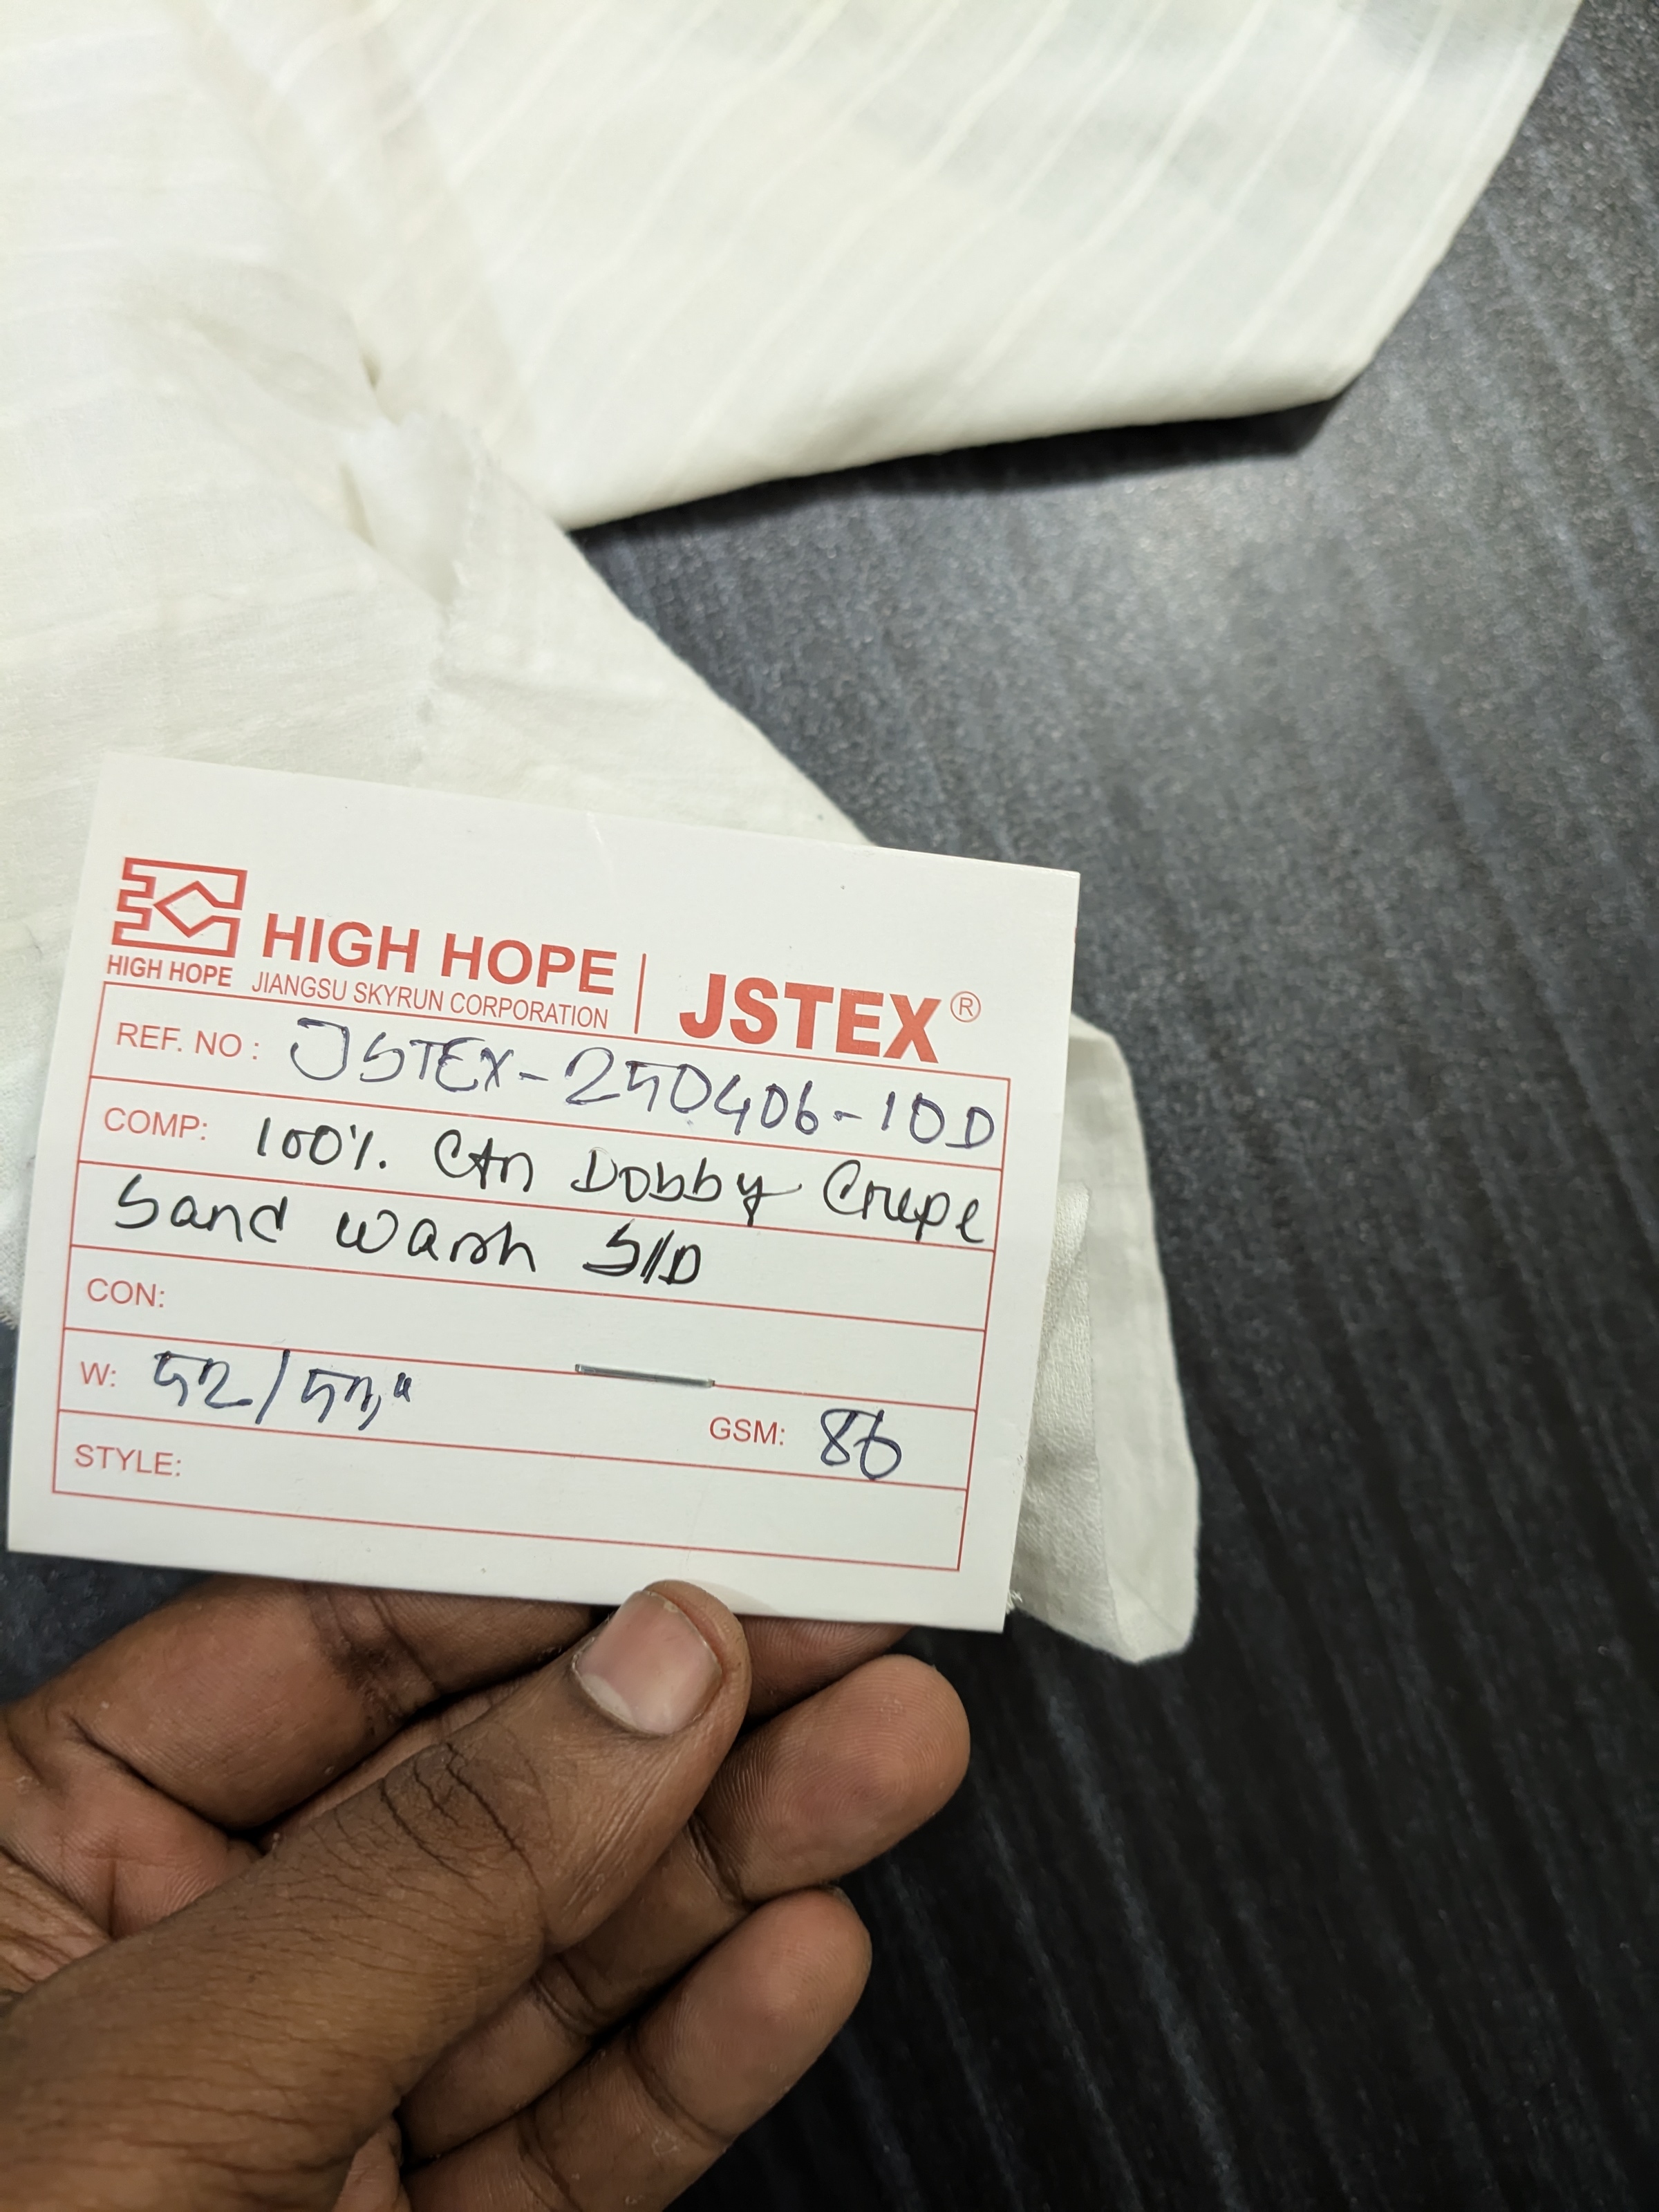 HIGH HOPE
HIGH HOPE
JIANGSU SKYRUN CORPORATION
JSTEX®
REF. NO: JSTEX-250406-10D
COMP: 100% Ctn Dobby Crepe
Sand Wash S/D
CON:
W: 52/53"
GSM: 86
STYLE: